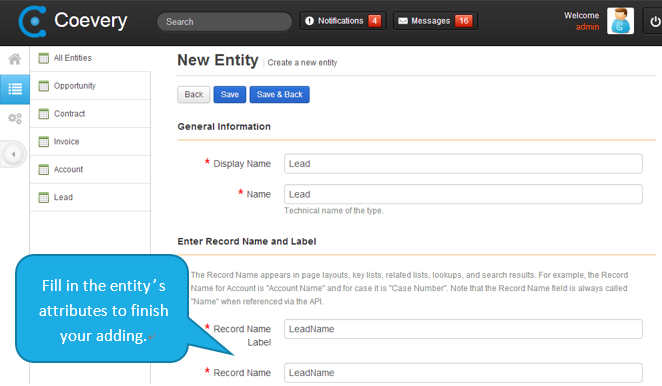 Coevery
Search
Notifications 4
Messages 16
Welcome
admin
All Entities
Opportunity
Contract
Invoice
Account
Lead
New Entity | Create a new entity
Back
Save
Save & Back
General Information
* Display Name
Lead
* Name
Lead
Technical name of the type.
Enter Record Name and Label
The Record Name appears in page layouts, key lists, related lists, lookups, and search results. For example, the Record
Name for Account is "Account Name" and for case it is "Case Number". Note that the Record Name field is always called
"Name" when referenced via the API.
* Record Name
Label
LeadName
* Record Name
LeadName
Fill in the entity's
attributes to finish
your adding.